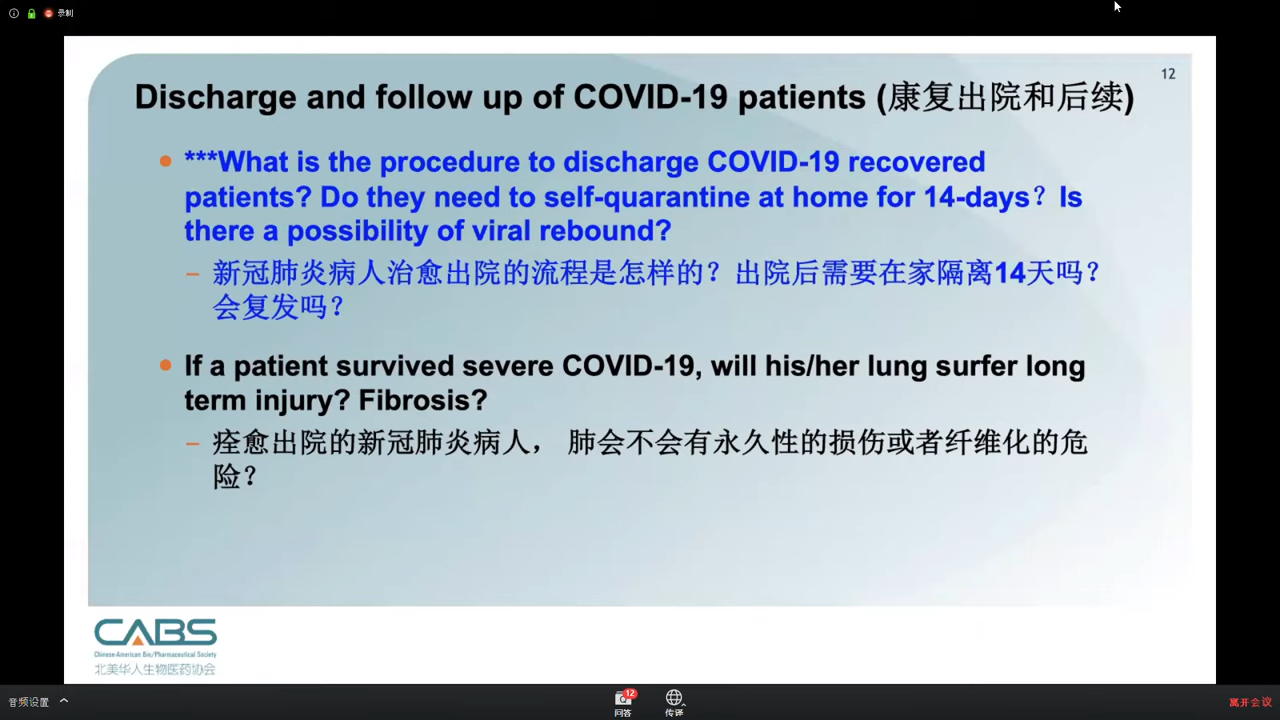 录制
12
Discharge and follow up of COVID-19 patients (康复出院和后续)
***What is the procedure to discharge COVID-19 recovered
patients? Do they need to self-quarantine at home for 14-days？Is
there a possibility of viral rebound?
– 新冠肺炎病人治愈出院的流程是怎样的？出院后需要在家隔离14天吗？
会复发吗？
If a patient survived severe COVID-19, will his/her lung surfer long
term injury? Fibrosis?
– 痊愈出院的新冠肺炎病人， 肺会不会有永久性的损伤或者纤维化的危
险？
CABS
Chinese-American Bio/Pharmaceutical Society
北美华人生物医药协会
音频设置
12
问答
传译
离开会议